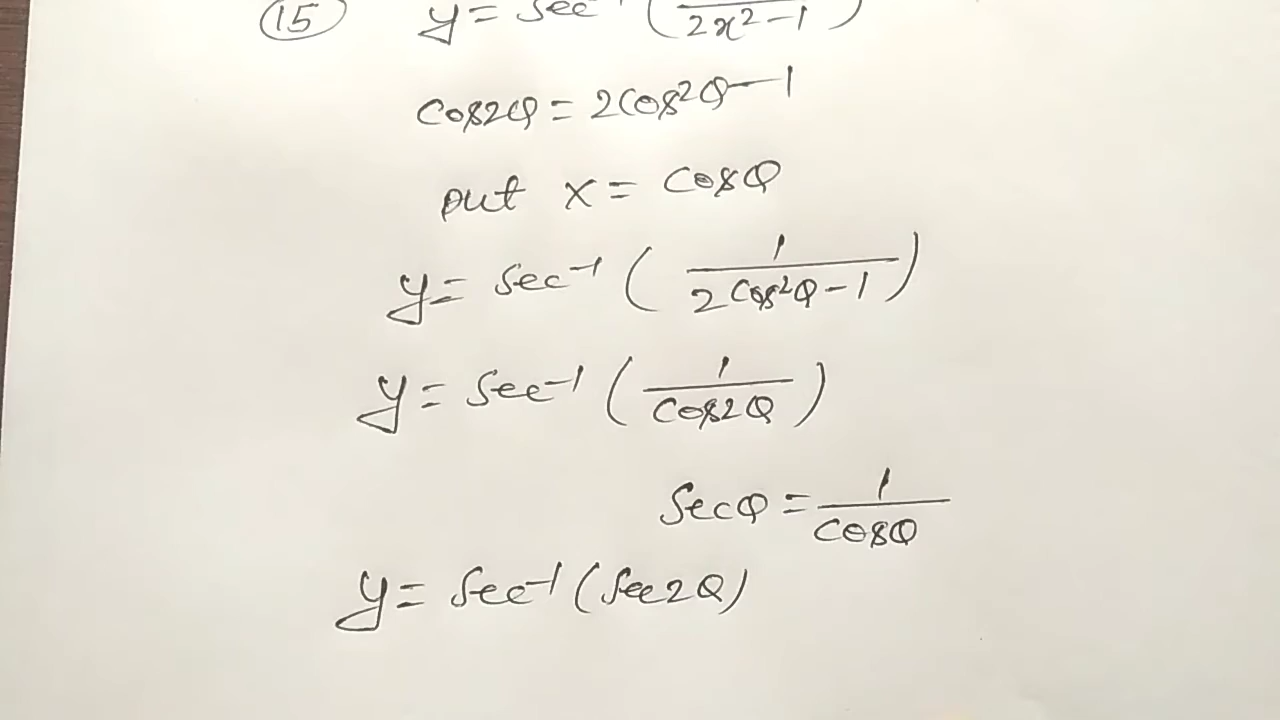 (15) y = sec⁻¹ (1/(2x² - 1))
cos2θ = 2cos²θ - 1
put x = cosθ
y = sec⁻¹ (1/(2cos²θ - 1))
y = sec⁻¹ (1/cos2θ)
secθ = 1/cosθ
y = sec⁻¹ (sec2θ)